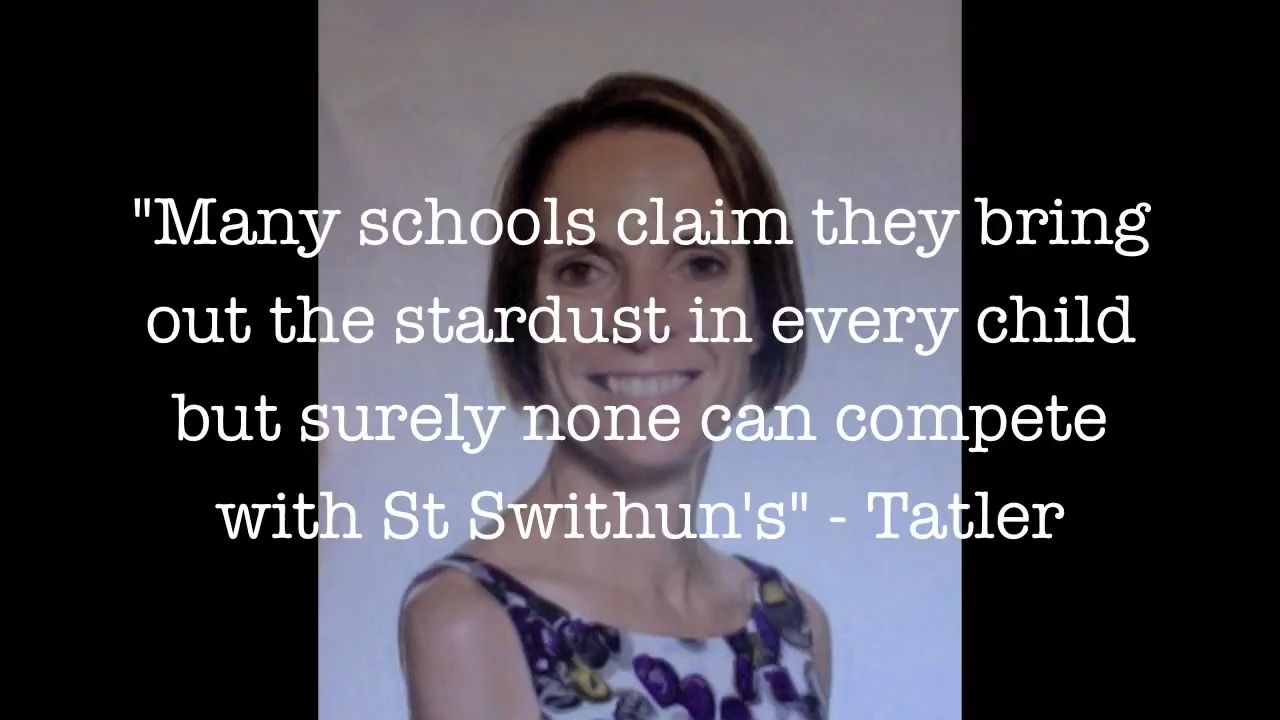 "Many schools claim they bring
out the stardust in every child
but surely none can compete
with St Swithun's" - Tatler